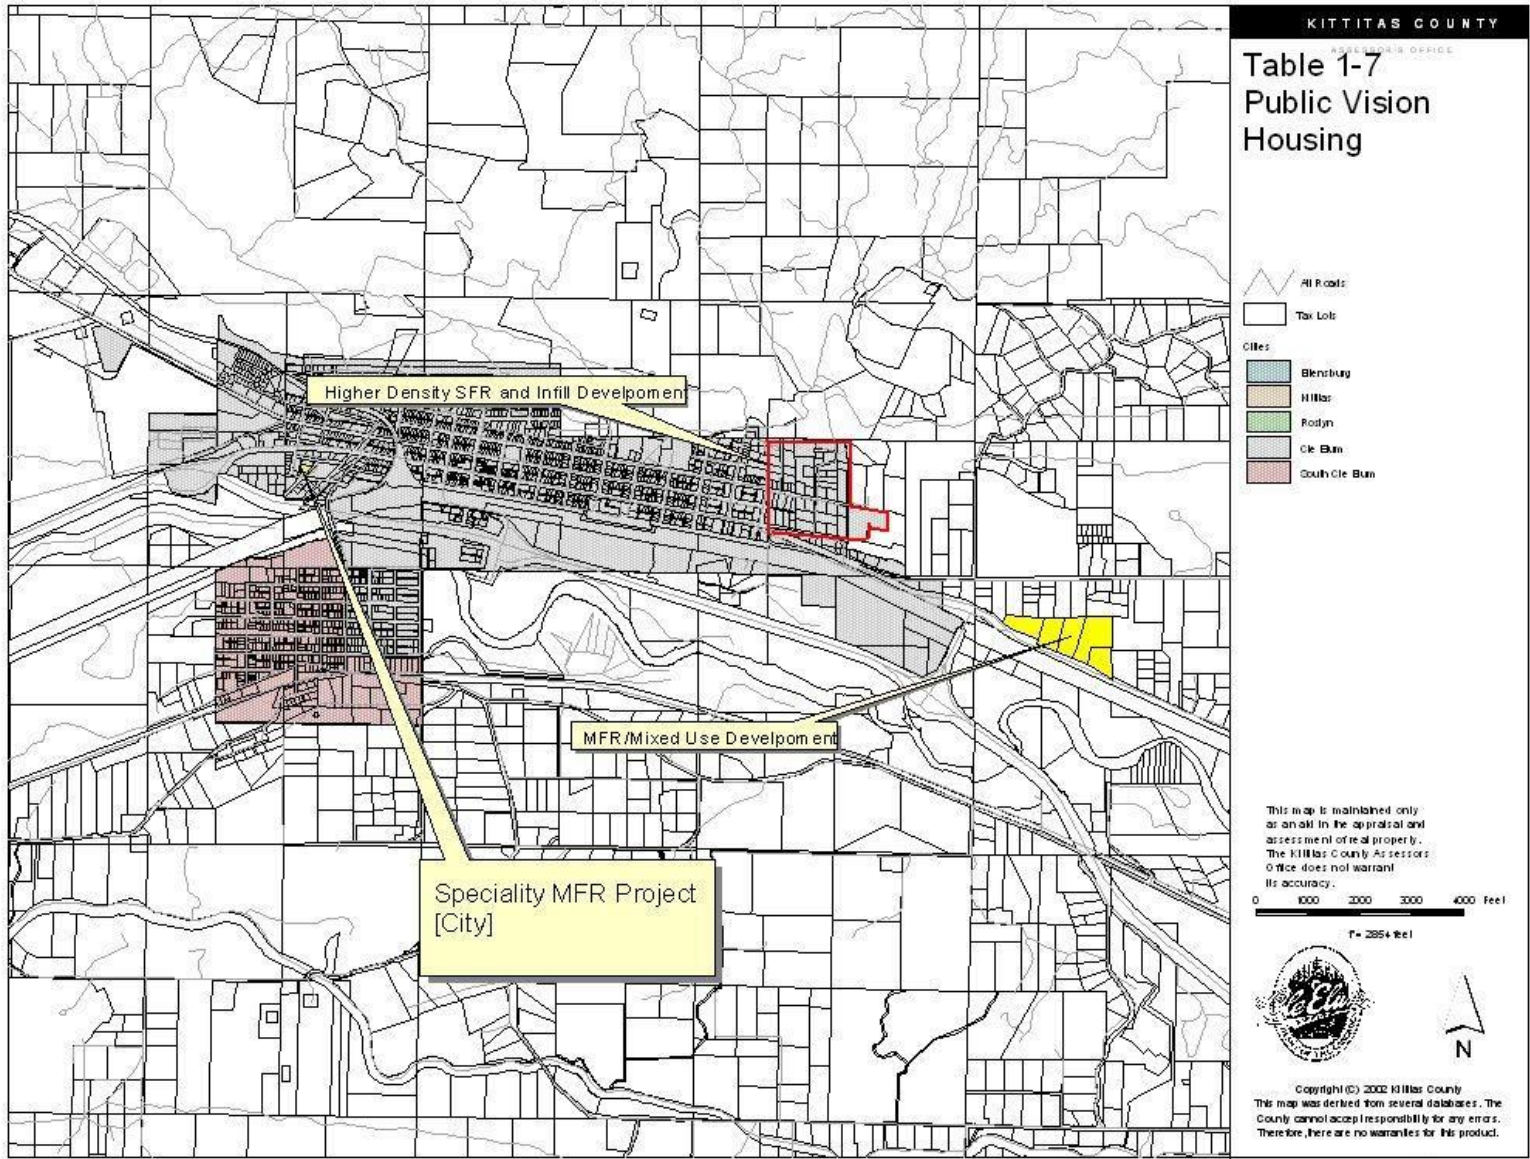 KITTITAS COUNTY
ASSESSOR'S OFFICE
Table 1-7
Public Vision
Housing
All Roads
Tax Lots
Cities
Ellensburg
Kittitas
Roslyn
Cle Elum
South Cle Elum
Higher Density SFR and Infill Develpoment
MFR/Mixed Use Develpoment
Speciality MFR Project
[City]
This map is maintained only
as an aid in the appraisal and
assessment of real property.
The Kittitas County Assessors
Office does not warrant
its accuracy.
0 1000 2000 3000 4000 Feet
1"= 2854 feet
Cle Elum
N
Copyright (C) 2002 Kittitas County
This map was derived from several databases. The
County cannot accept responsibility for any errors.
Therefore, there are no warranties for this product.